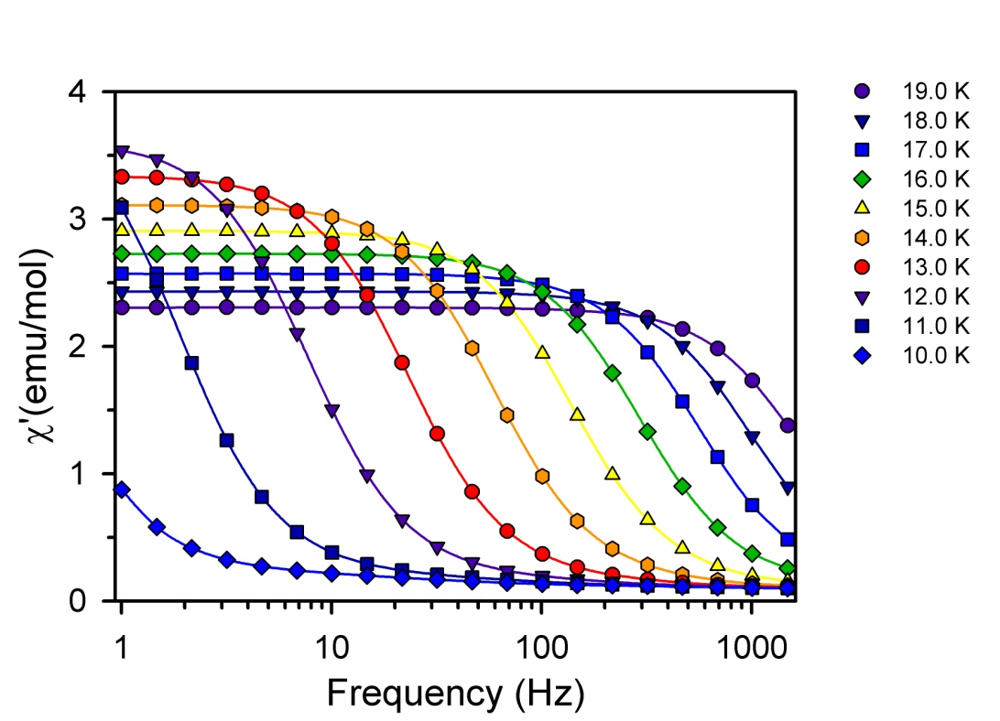 4
3
2
1
0
χ'(emu/mol)
1 10 100 1000
Frequency (Hz)
19.0 K
18.0 K
17.0 K
16.0 K
15.0 K
14.0 K
13.0 K
12.0 K
11.0 K
10.0 K